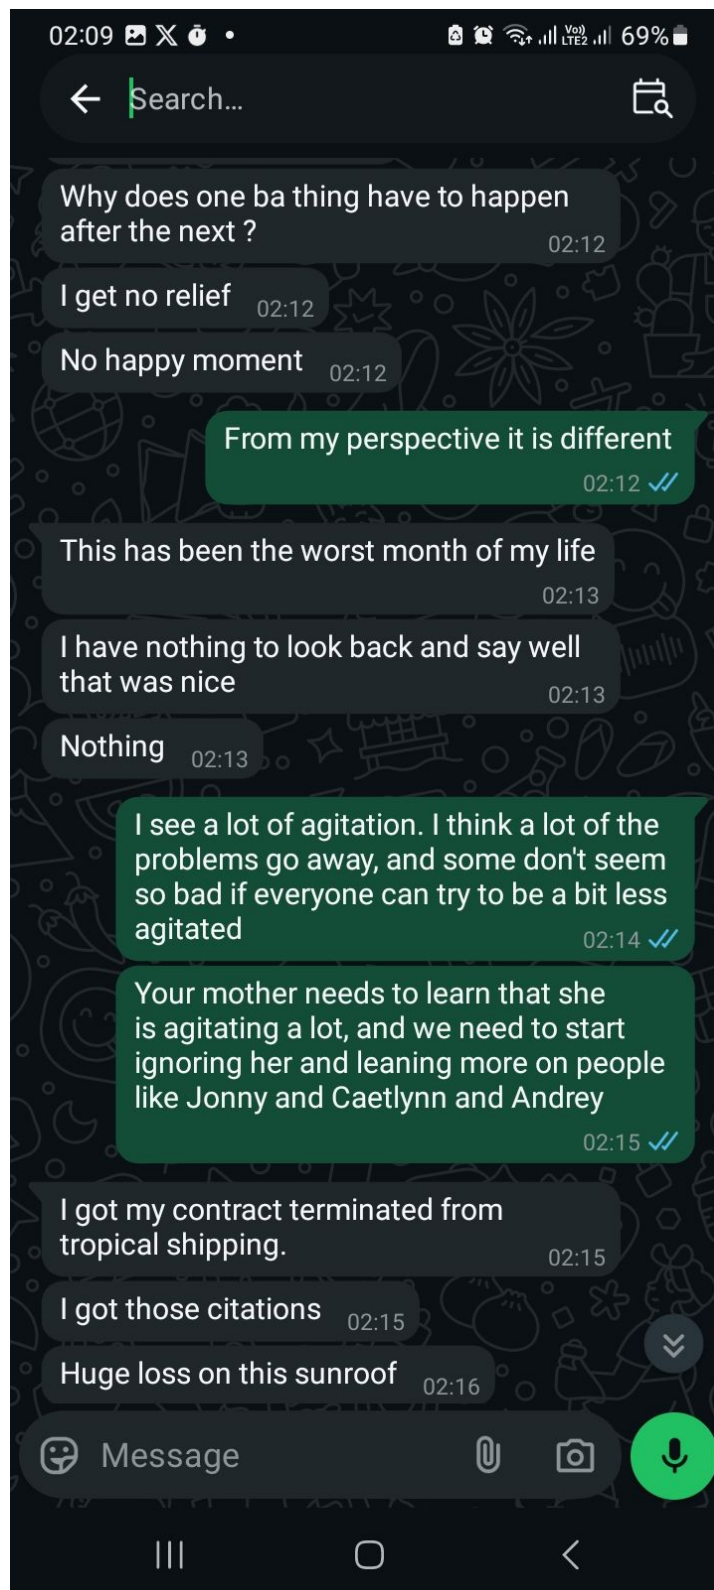 02:09
Vo))
LTE2
69%
Search...
Why does one ba thing have to happen
after the next ?
02:12
I get no relief 02:12
No happy moment 02:12
From my perspective it is different
02:12
This has been the worst month of my life
02:13
I have nothing to look back and say well
that was nice
02:13
Nothing 02:13
I see a lot of agitation. I think a lot of the
problems go away, and some don't seem
so bad if everyone can try to be a bit less
agitated
02:14
Your mother needs to learn that she
is agitating a lot, and we need to start
ignoring her and leaning more on people
like Jonny and Caetlynn and Andrey
02:15
I got my contract terminated from
tropical shipping.
02:15
I got those citations 02:15
Huge loss on this sunroof 02:16
Message